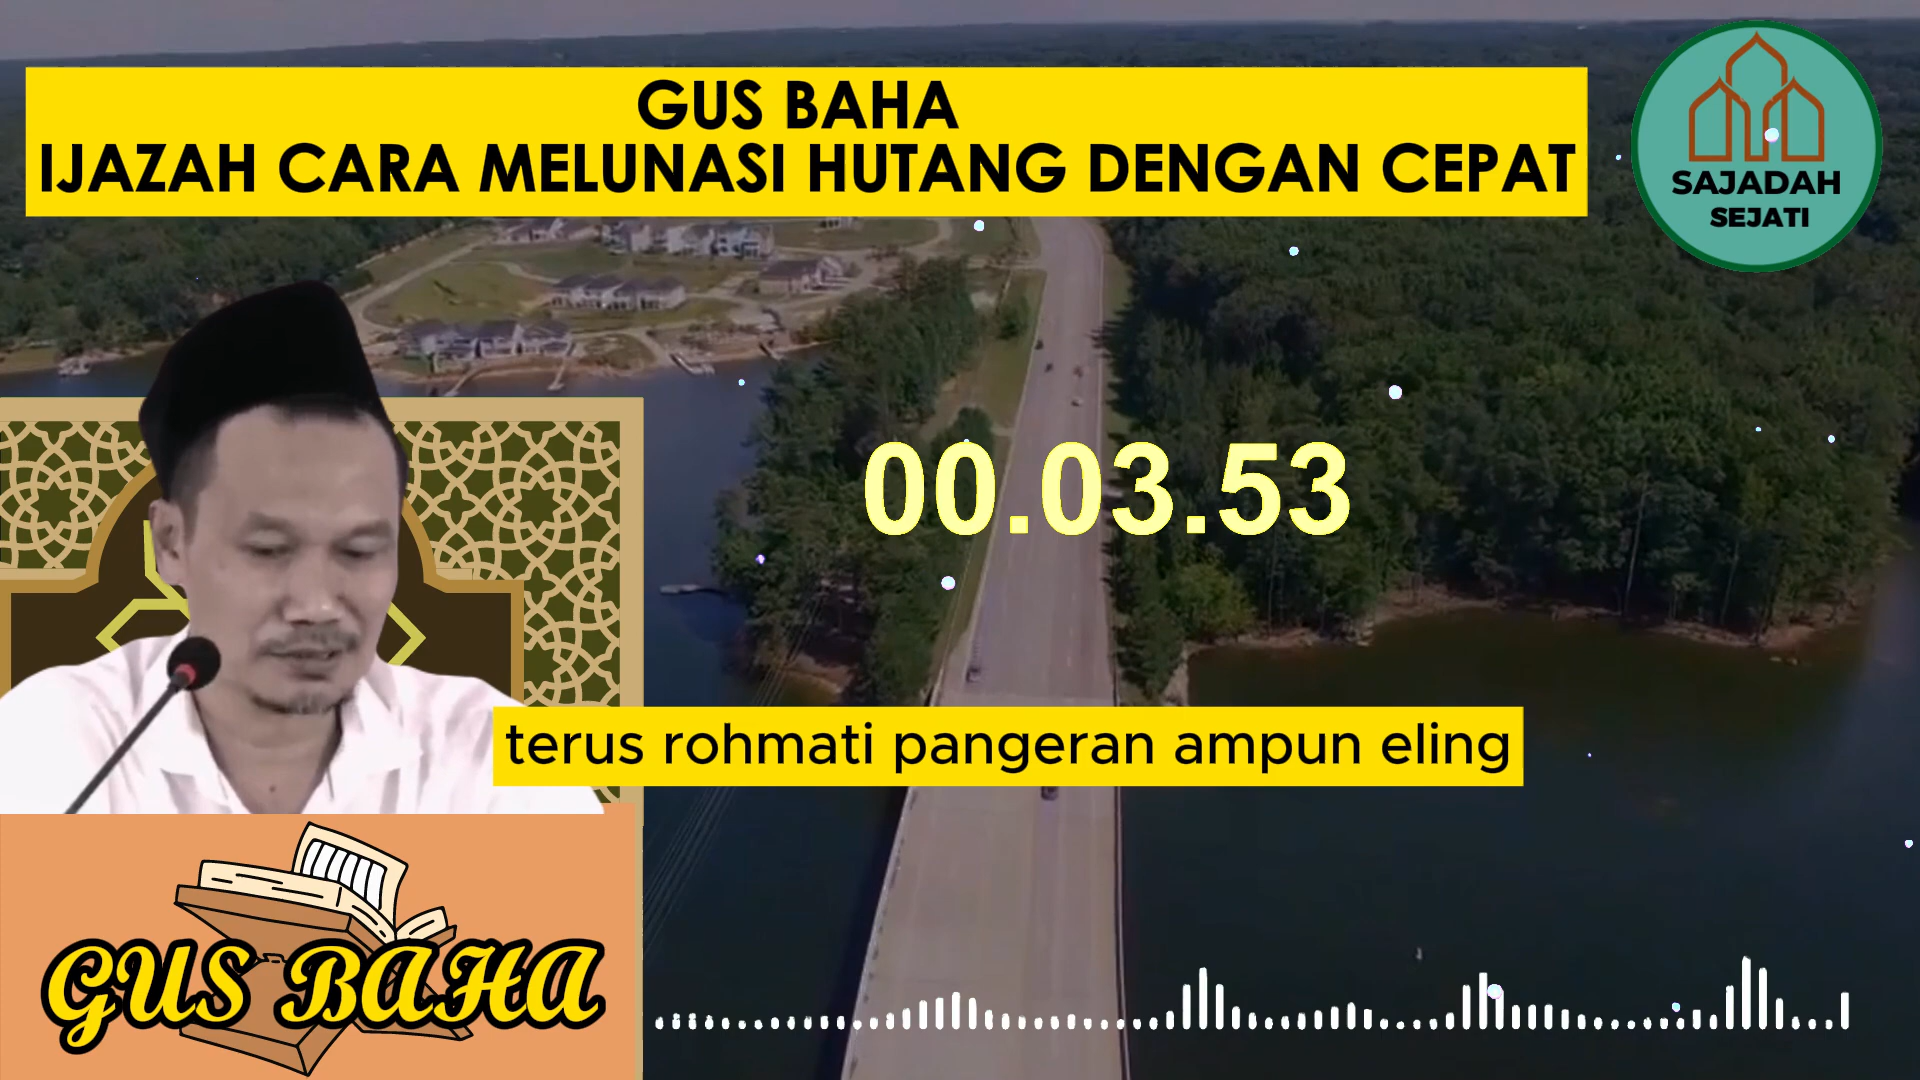 GUS BAHA
IJAZAH CARA MELUNASI HUTANG DENGAN CEPAT
SAJADAH
SEJATI
00.03.53
terus rohmati pangeran ampun eling
GUS BAHA